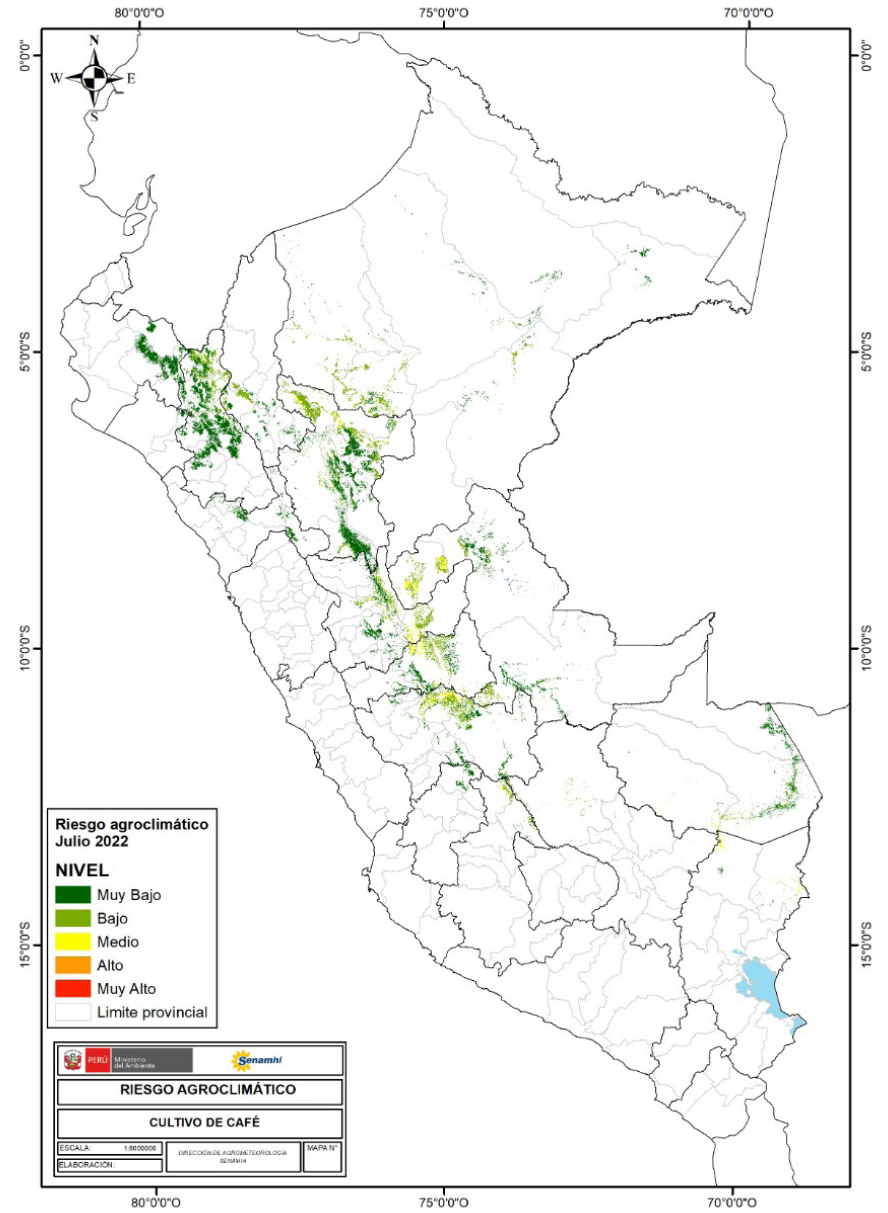 80°0'0"O
75°0'0"O
70°0'0"O
N
W
E
S
0°0'0"
0°0'0"
5°0'0"S
5°0'0"S
10°0'0"S
10°0'0"S
15°0'0"S
15°0'0"S
Riesgo agroclimático
Julio 2022
NIVEL
Muy Bajo
Bajo
Medio
Alto
Muy Alto
Limite provincial
PERÚ
Ministerio
del Ambiente
Senamhi
RIESGO AGROCLIMÁTICO
CULTIVO DE CAFÉ
ESCALA:
1:6000000
DIRECCIÓN DE AGROMETEOROLOGÍA
MAPA N°
ELABORACIÓN:
80°0'0"O
75°0'0"O
70°0'0"O